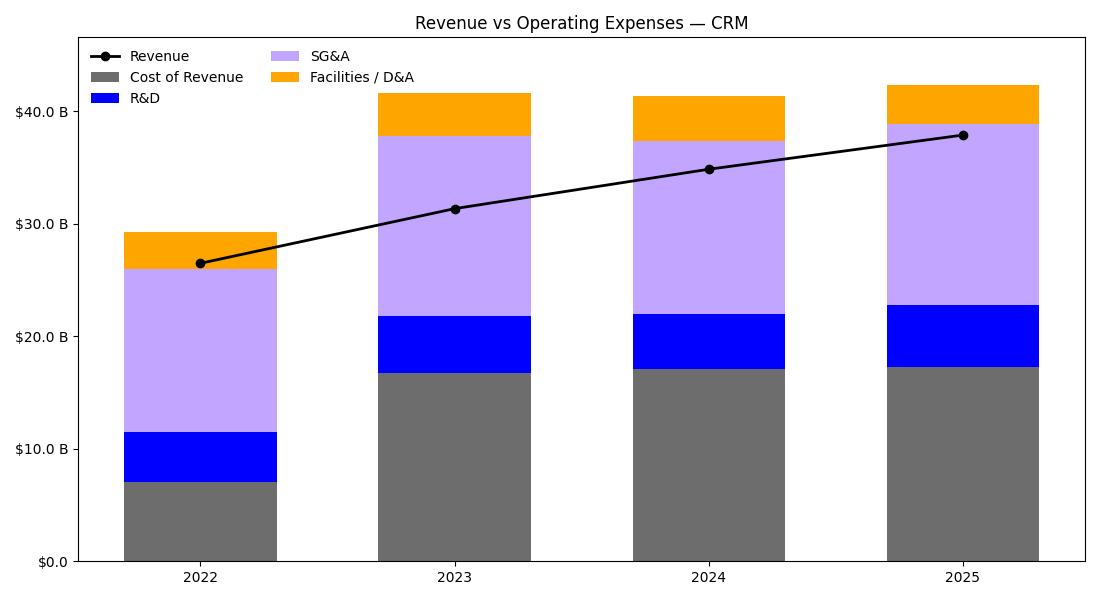 Revenue vs Operating Expenses — CRM
Revenue
Cost of Revenue
R&D
SG&A
Facilities / D&A
$40.0 B
$30.0 B
$20.0 B
$10.0 B
$0.0
2022
2023
2024
2025